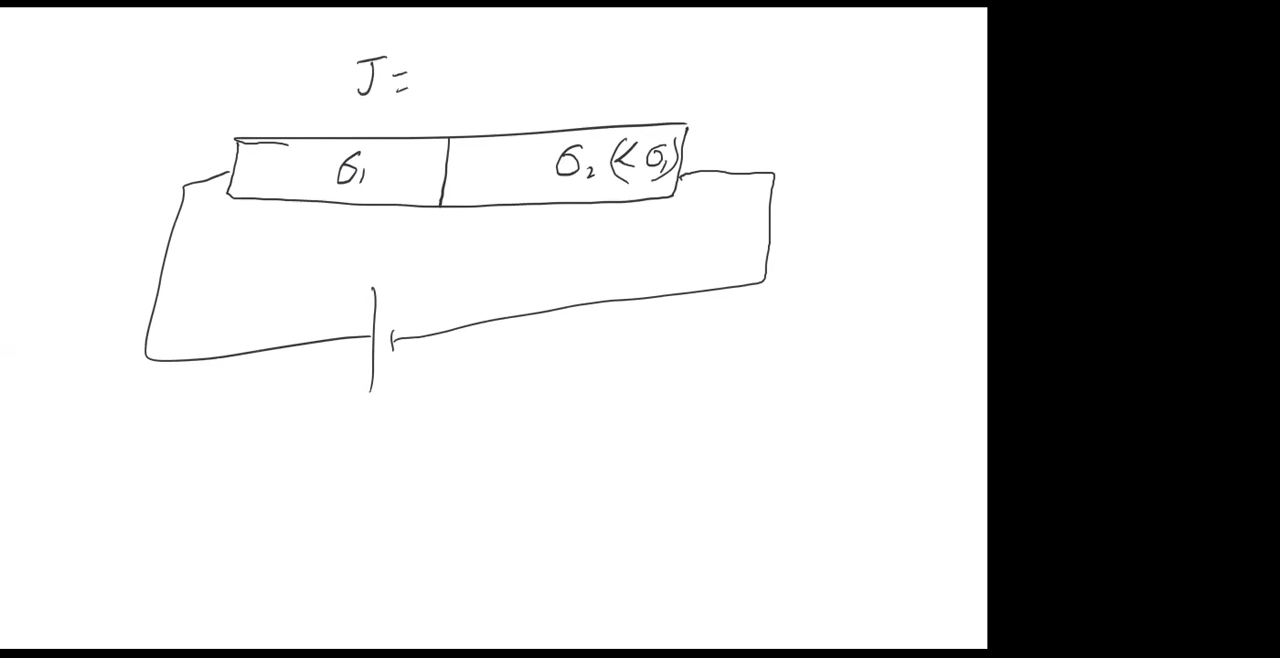 J =
σ₁ σ₂ (< σ₁)